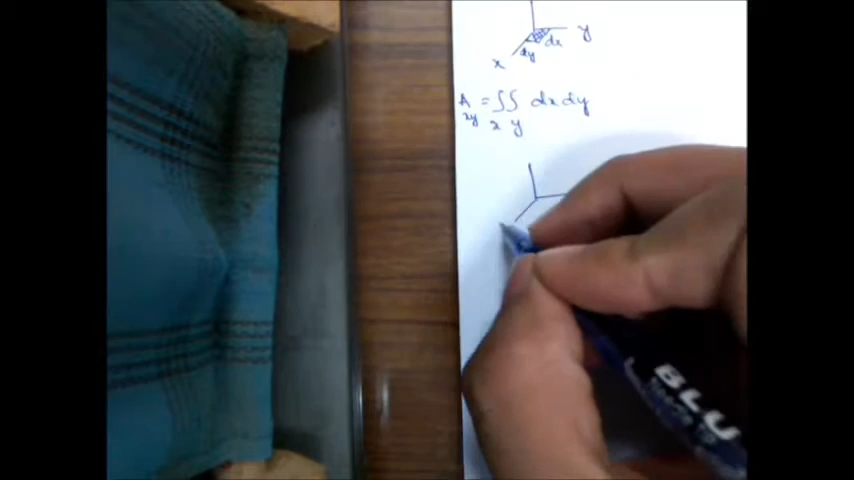 y
dx
dy
x
A = ∫∫ dx dy
xy x y
BLU